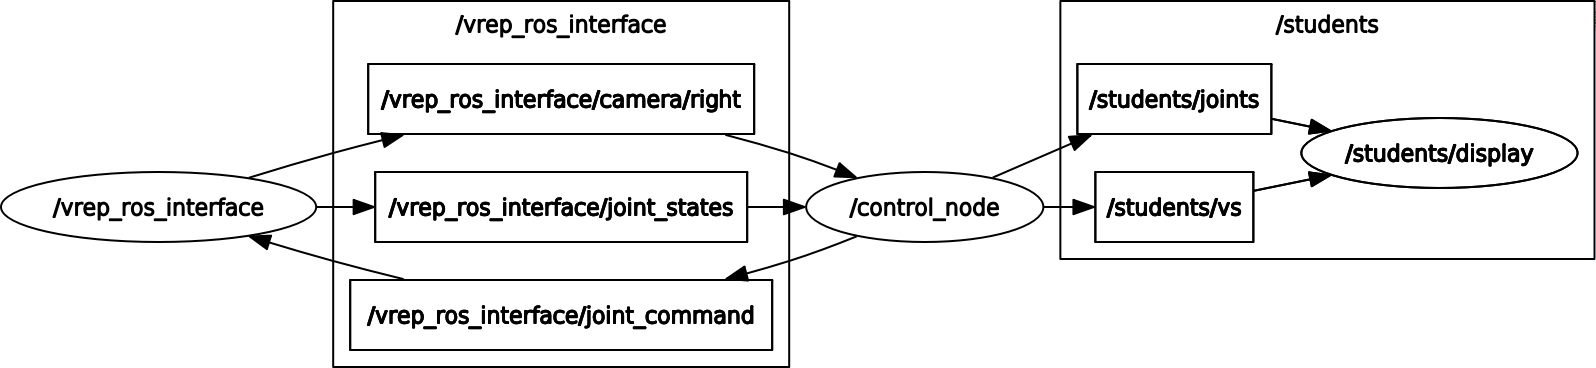 /vrep_ros_interface
/students
/vrep_ros_interface/camera/right
/students/joints
/students/display
/vrep_ros_interface
/vrep_ros_interface/joint_states
/control_node
/students/vs
/vrep_ros_interface/joint_command